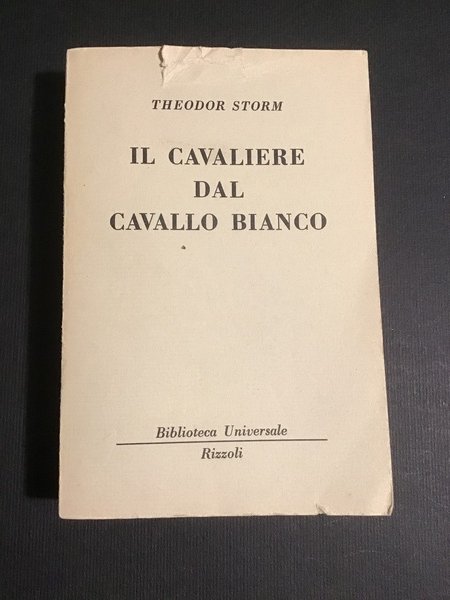 THEODOR STORM
IL CAVALIERE
DAL
CAVALLO BIANCO
Biblioteca Universale
Rizzoli